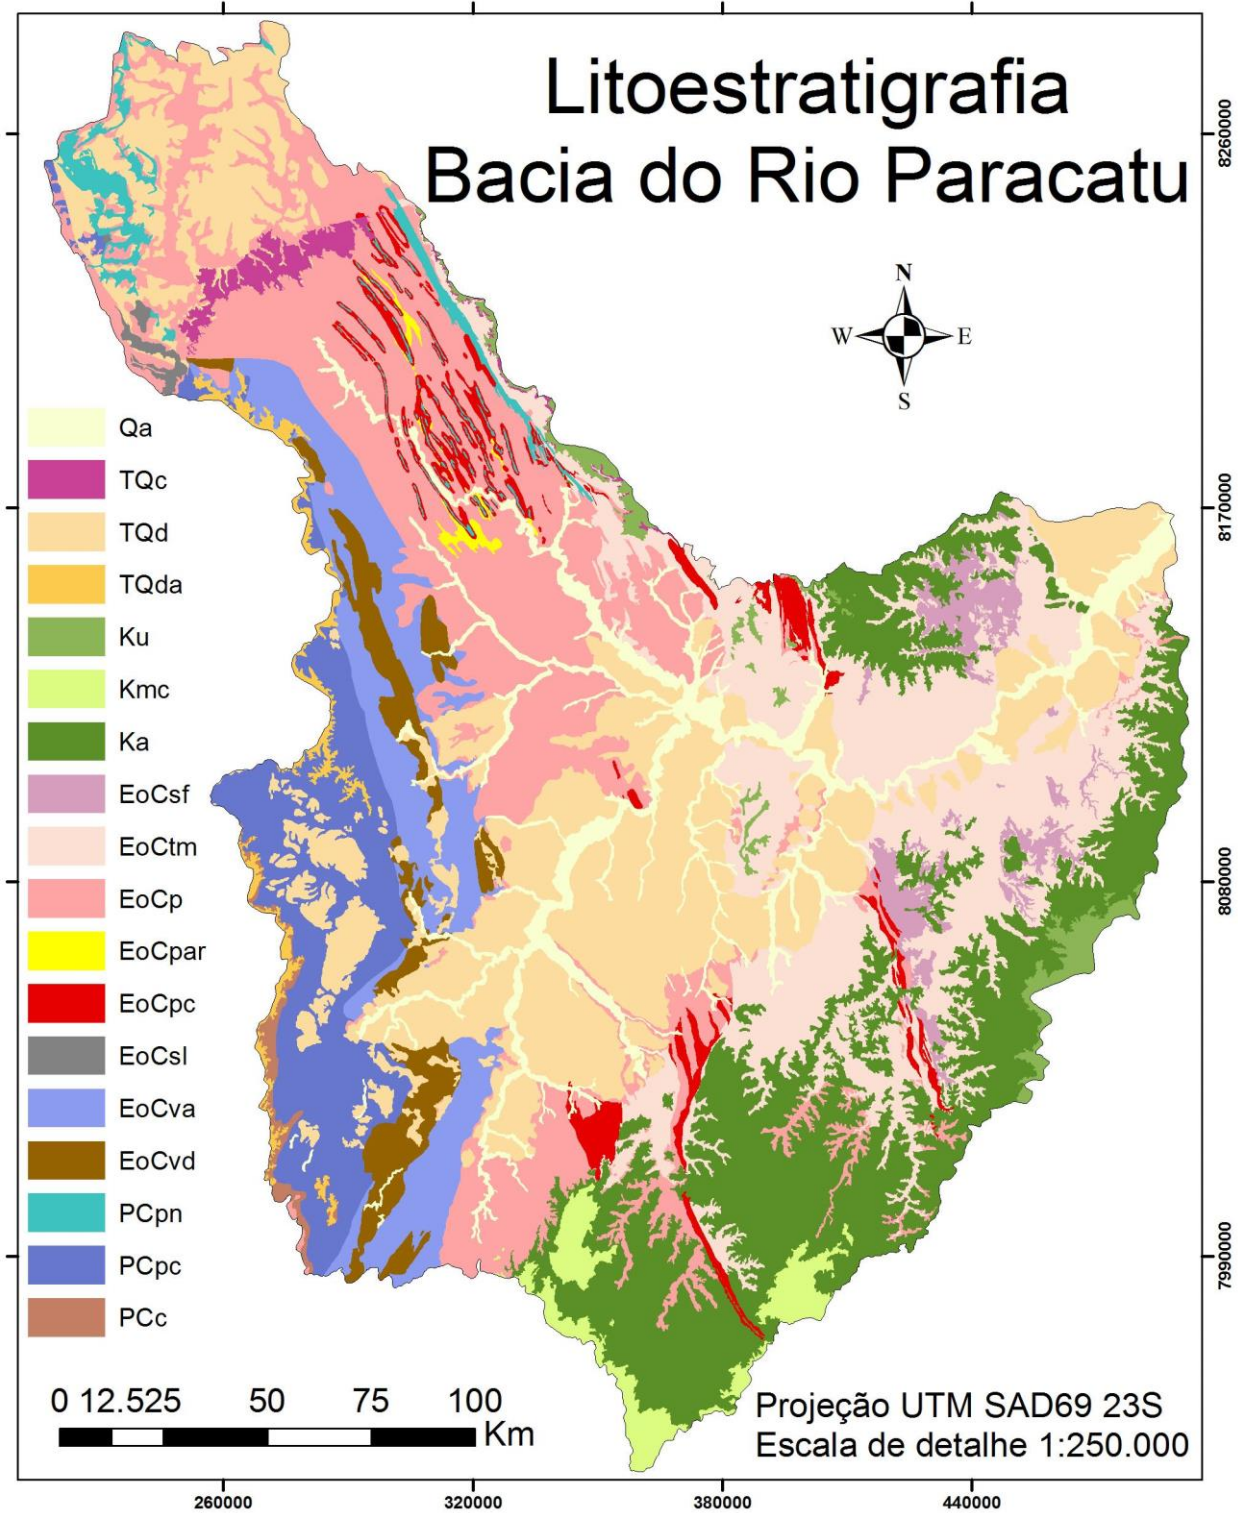 Litoestratigrafia
Bacia do Rio Paracatu
N
W E
S
8260000
8170000
8080000
7990000
Qa
TQc
TQd
TQda
Ku
Kmc
Ka
EoCsf
EoCtm
EoCp
EoCpar
EoCpc
EoCsl
EoCva
EoCvd
PCpn
PCpc
PCc
0 12.525 50 75 100
Km
Projeção UTM SAD69 23S
Escala de detalhe 1:250.000
260000 320000 380000 440000